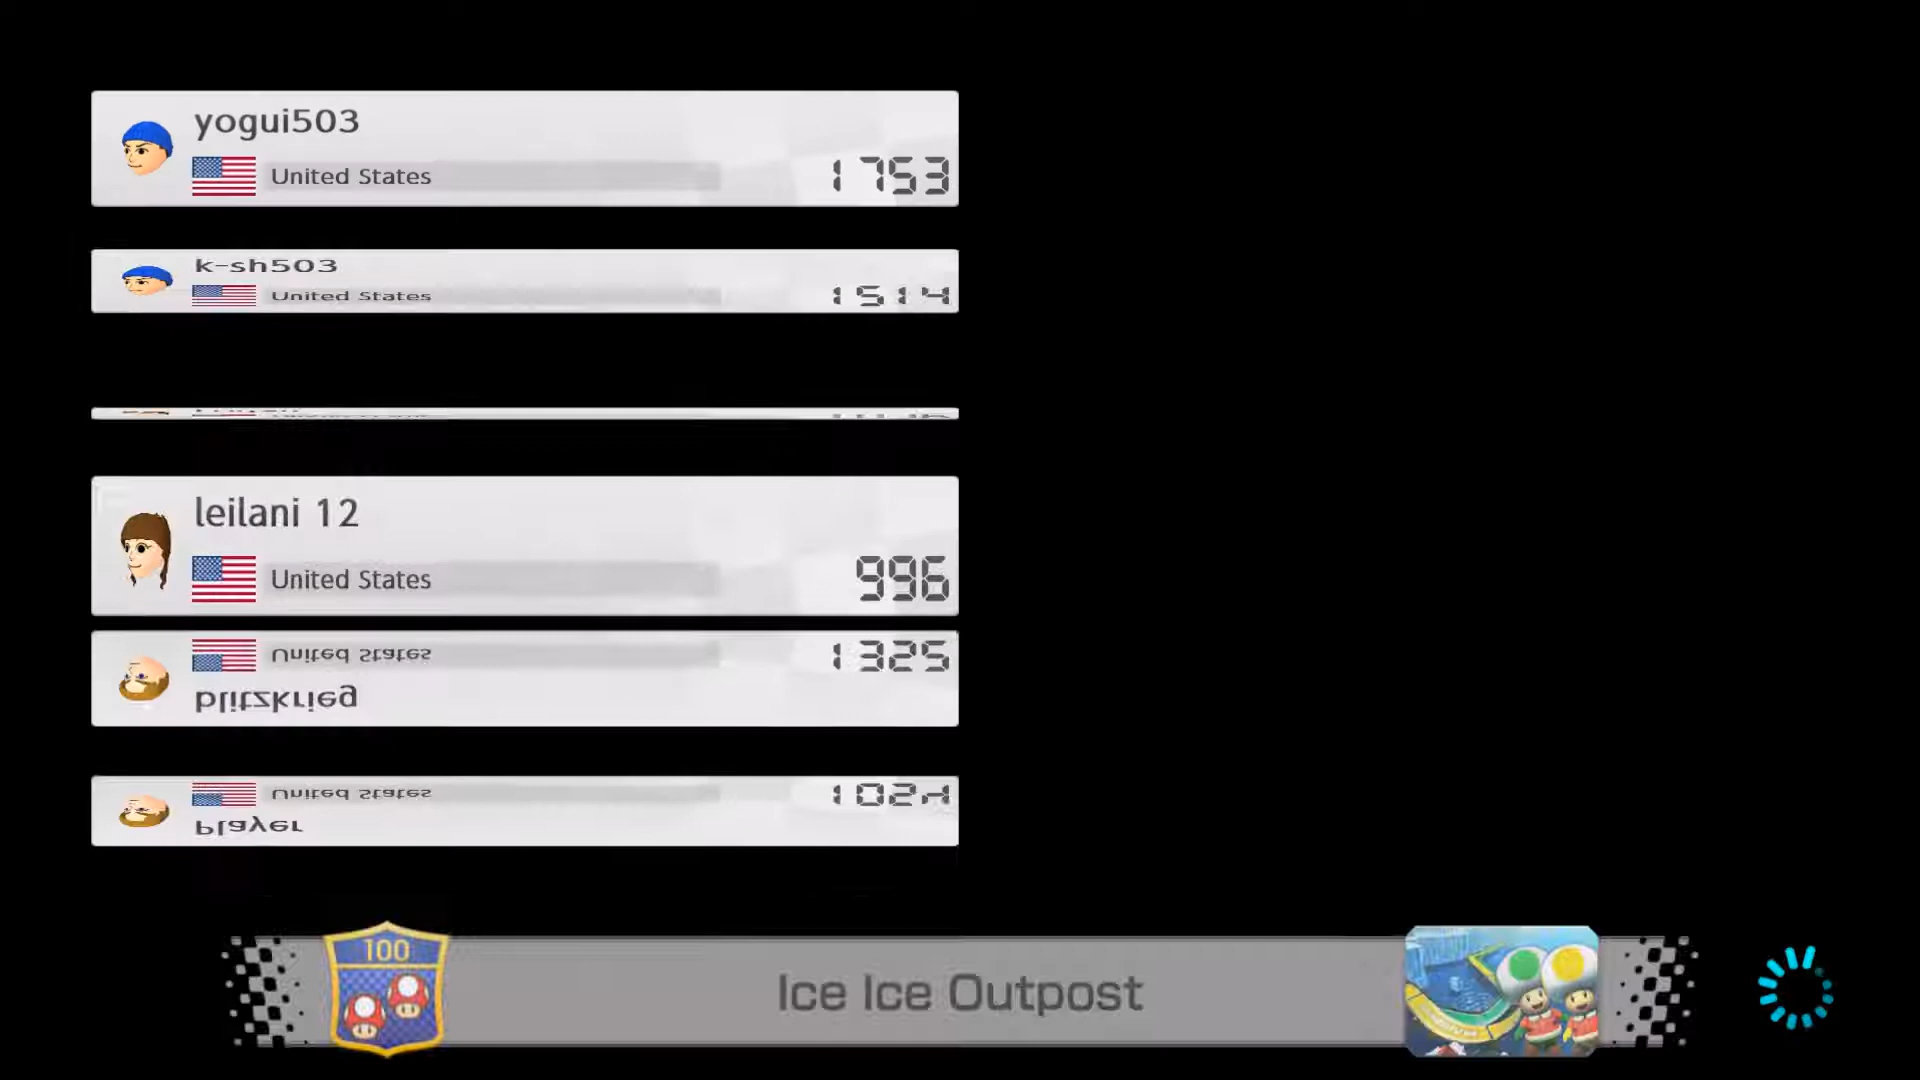 yogui503
United States 1753
k-sh503
United States 1514
leilani 12
United States 996
United States 1325
blitzkrieg
United States 1024
Player
100
Ice Ice Outpost